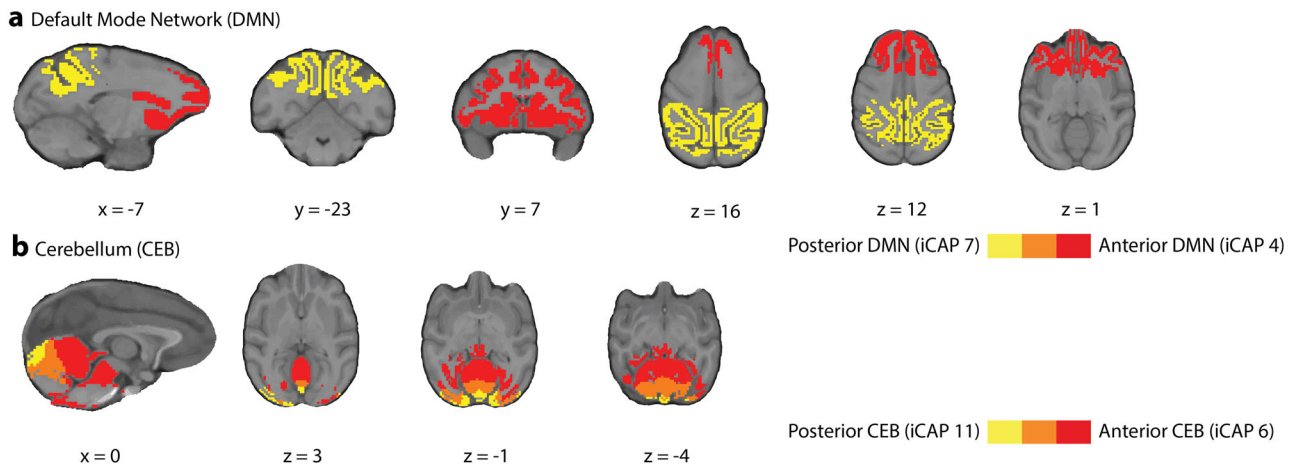 a Default Mode Network (DMN)
x = -7
y = -23
y = 7
z = 16
z = 12
z = 1
Posterior DMN (iCAP 7)
Anterior DMN (iCAP 4)
b Cerebellum (CEB)
x = 0
z = 3
z = -1
z = -4
Posterior CEB (iCAP 11)
Anterior CEB (iCAP 6)